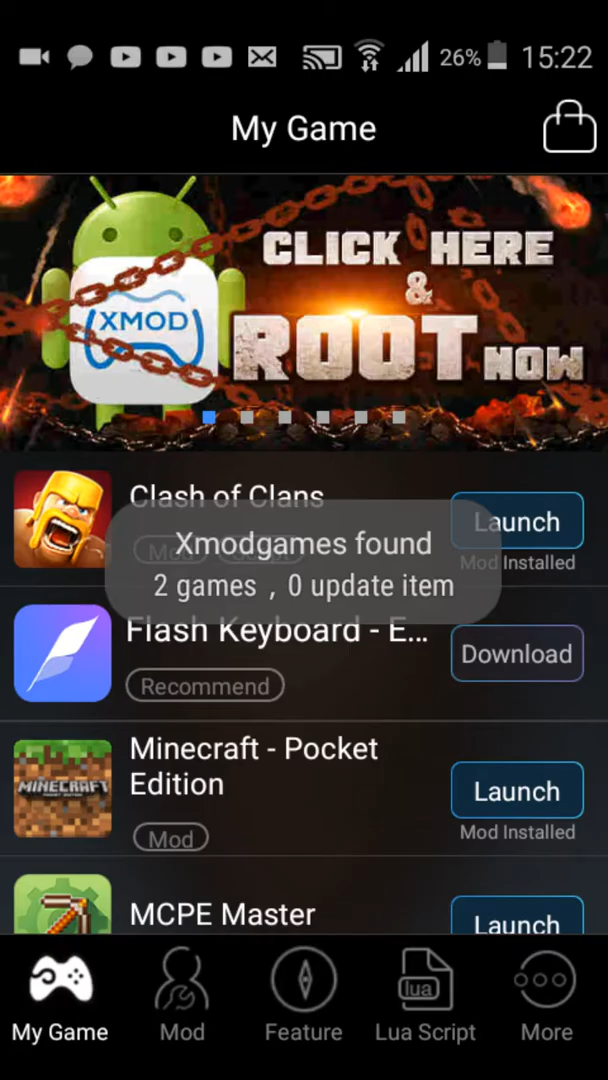 26% 15:22
My Game
CLICK HERE
&
XMOD
ROOT NOW
Clash of Clans
Launch
Xmodgames found
Mod Installed
2 games , 0 update item
Flash Keyboard - E...
Download
Recommend
Minecraft - Pocket
Edition
MINECRAFT
POCKET EDITION
Launch
Mod
Mod Installed
MCPE Master
Launch
lua
My Game Mod Feature Lua Script More